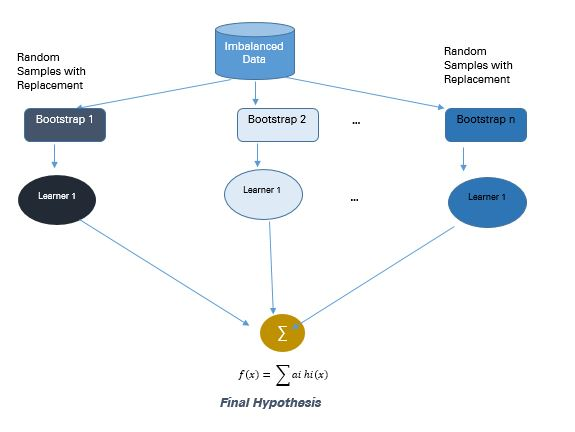 Imbalanced
Data
Random
Samples with
Replacement
Random
Samples with
Replacement
Bootstrap 1
Bootstrap 2
...
Bootstrap n
Learner 1
Learner 1
...
Learner 1
∑
f(x) = ∑ ai hi(x)
Final Hypothesis